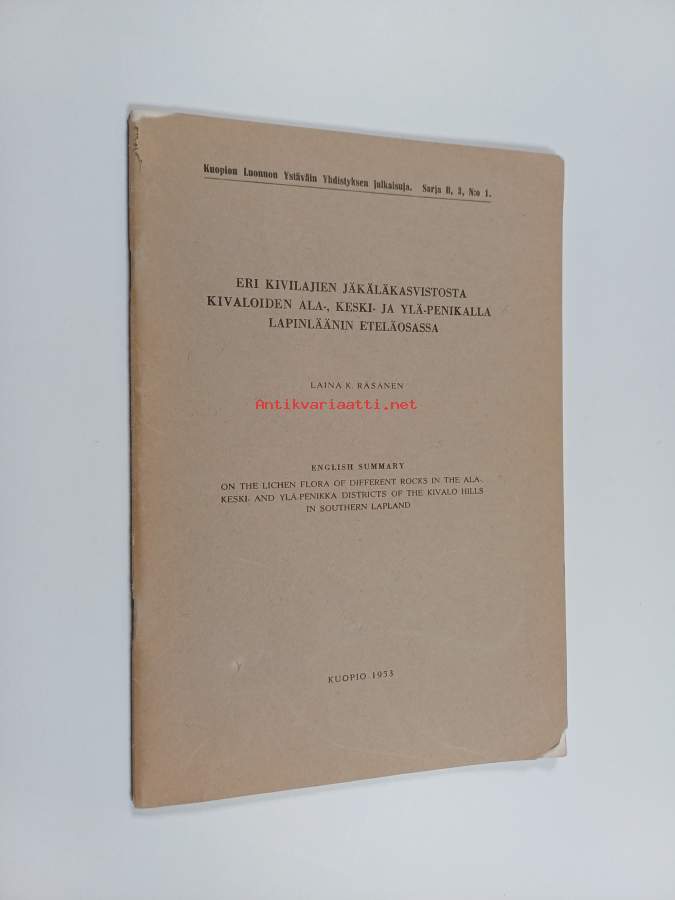 Kuopion Luonnon Ystäväin Yhdistyksen Julkaisuja. Sarja B, 3, N:o 1.
ERI KIVILAJIEN JÄKÄLÄKASVISTOSTA
KIVALOIDEN ALA-, KESKI- JA YLÄ-PENIKALLA
LAPINLÄÄNIN ETELÄOSASSA
LAINA K. RÄSÄNEN
Antikvariaatti.net
ENGLISH SUMMARY
ON THE LICHEN FLORA OF DIFFERENT ROCKS IN THE ALA-,
KESKI- AND YLÄ-PENIKKA DISTRICTS OF THE KIVALO HILLS
IN SOUTHERN LAPLAND
KUOPIO 1953